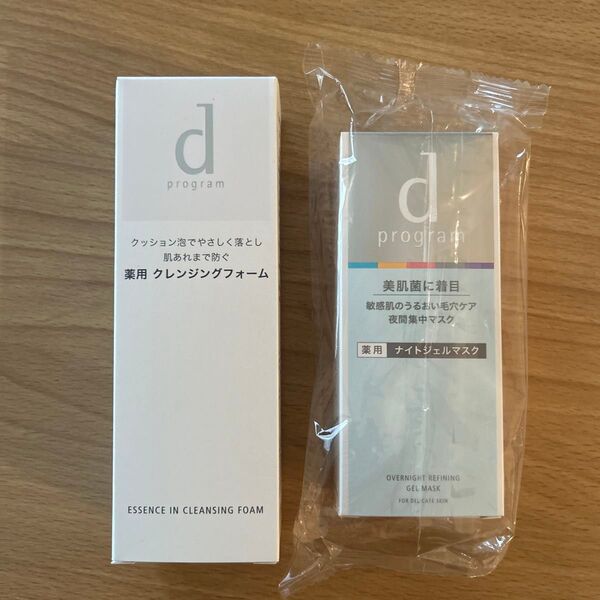 d
program
クッション泡でやさしく落とし
肌あれまで防ぐ
薬用 クレンジングフォーム
ESSENCE IN CLEANSING FOAM
d
program
美肌菌に着目
敏感肌のうるおい毛穴ケア
夜間集中マスク
薬用 ナイトジェルマスク
OVERNIGHT REFINING
GEL MASK
FOR DELICATE SKIN